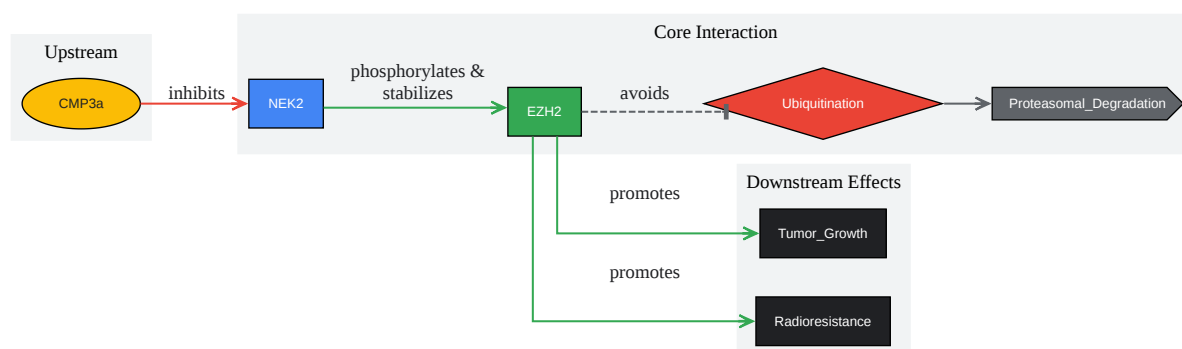 Upstream
CMP3a
inhibits
Core Interaction
NEK2
phosphorylates &
stabilizes
EZH2
avoids
Ubiquitination
Proteasomal_Degradation
promotes
promotes
Downstream Effects
Tumor_Growth
Radioresistance